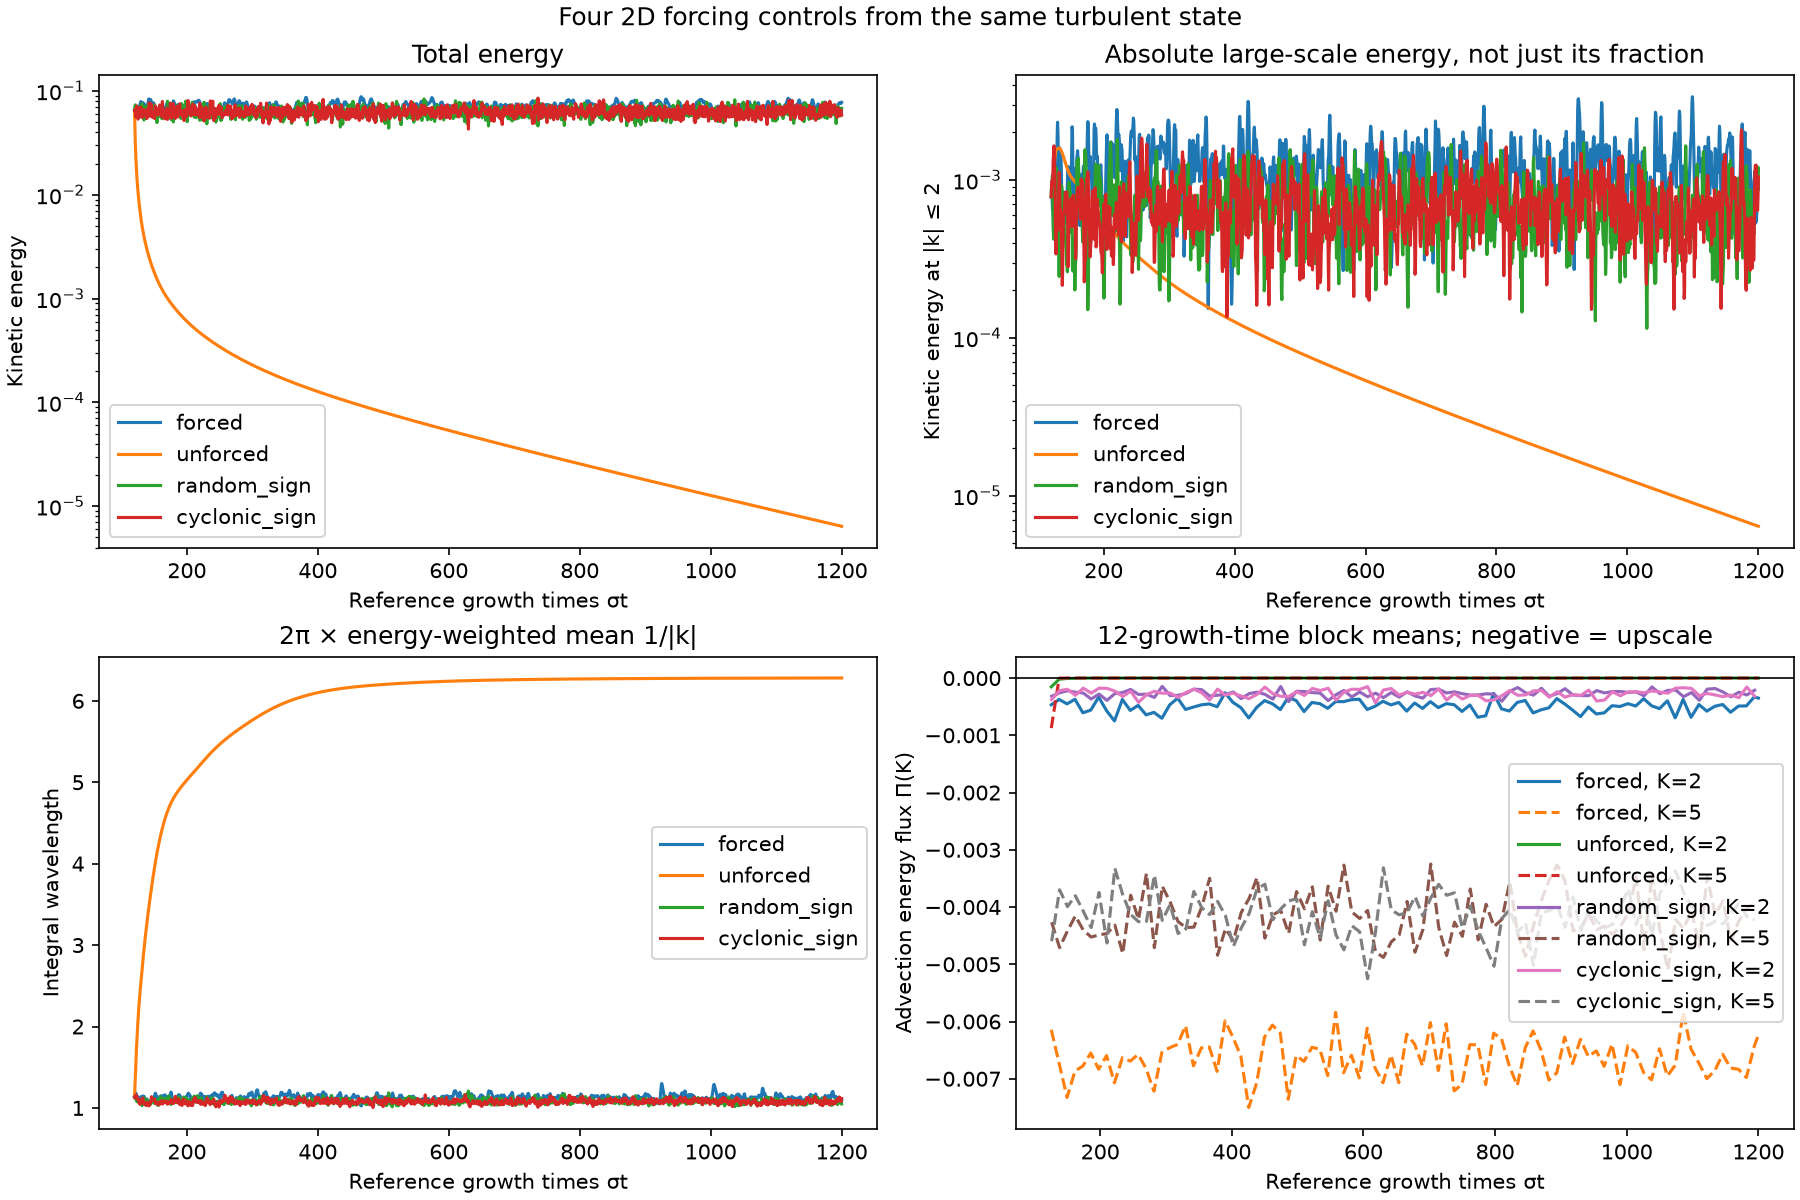 Four 2D forcing controls from the same turbulent state
Total energy
Kinetic energy
10⁻¹
10⁻²
10⁻³
10⁻⁴
10⁻⁵
forced
unforced
random_sign
cyclonic_sign
200 400 600 800 1000 1200
Reference growth times σt
Absolute large-scale energy, not just its fraction
Kinetic energy at |k| ≤ 2
10⁻³
10⁻⁴
10⁻⁵
forced
unforced
random_sign
cyclonic_sign
200 400 600 800 1000 1200
Reference growth times σt
2π × energy-weighted mean 1/|k|
Integral wavelength
6
5
4
3
2
1
forced
unforced
random_sign
cyclonic_sign
200 400 600 800 1000 1200
Reference growth times σt
12-growth-time block means; negative = upscale
Advection energy flux Π(K)
0.000
−0.001
−0.002
−0.003
−0.004
−0.005
−0.006
−0.007
forced, K=2
forced, K=5
unforced, K=2
unforced, K=5
random_sign, K=2
random_sign, K=5
cyclonic_sign, K=2
cyclonic_sign, K=5
200 400 600 800 1000 1200
Reference growth times σt